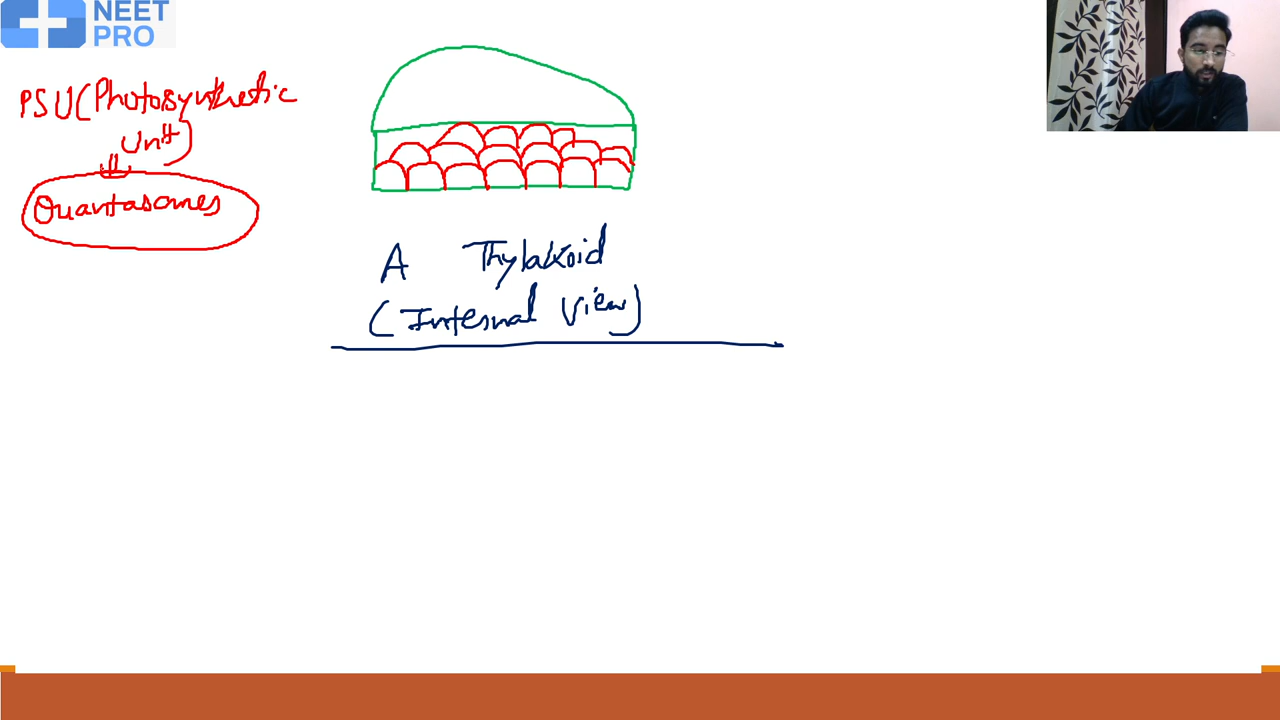 NEET
PRO
PSU (Photosynthetic
Unit)
Quantasomes
A Thylakoid
(Internal View)